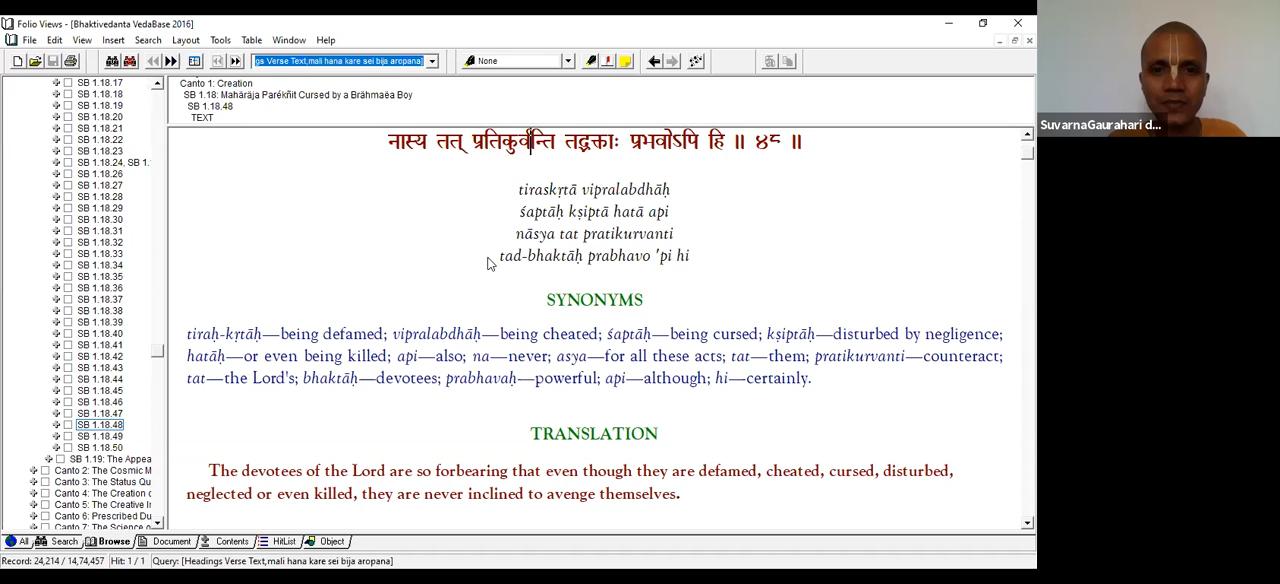 Folio Views - [Bhaktivedanta VedaBase 2016]
File Edit View Insert Search Layout Tools Table Window Help
gs Verse Text,mali hana kare sei bija aropana]
None
SB 1.18.17
SB 1.18.18
SB 1.18.19
SB 1.18.20
SB 1.18.21
SB 1.18.22
SB 1.18.23
SB 1.18.24, SB 1.
SB 1.18.26
SB 1.18.27
SB 1.18.28
SB 1.18.29
SB 1.18.30
SB 1.18.31
SB 1.18.32
SB 1.18.33
SB 1.18.34
SB 1.18.35
SB 1.18.36
SB 1.18.37
SB 1.18.38
SB 1.18.39
SB 1.18.40
SB 1.18.41
SB 1.18.42
SB 1.18.43
SB 1.18.44
SB 1.18.45
SB 1.18.46
SB 1.18.47
SB 1.18.48
SB 1.18.49
SB 1.18.50
SB 1.19: The Appea
Canto 2: The Cosmic M
Canto 3: The Status Qu
Canto 4: The Creation o
Canto 5: The Creative I
Canto 6: Prescribed Du
Canto 7: The Science o
Canto 1: Creation
SB 1.18: Mahäräja Parékñit Cursed by a Brähmaëa Boy
SB 1.18.48
TEXT
नास्य तत् प्रतिकुर्वन्ति तद्भक्ताः प्रभवोऽपि हि ॥ ४८ ॥
tiraskṛtā vipralabdhāḥ
śaptāḥ kṣiptā hatā api
nāsya tat pratikurvanti
tad-bhaktāḥ prabhavo 'pi hi
SYNONYMS
tiraḥ-kṛtāḥ—being defamed; vipralabdhāḥ—being cheated; śaptāḥ—being cursed; kṣiptāḥ—disturbed by negligence;
hatāḥ—or even being killed; api—also; na—never; asya—for all these acts; tat—them; pratikurvanti—counteract;
tat—the Lord's; bhaktāḥ—devotees; prabhavaḥ—powerful; api—although; hi—certainly.
TRANSLATION
The devotees of the Lord are so forbearing that even though they are defamed, cheated, cursed, disturbed,
neglected or even killed, they are never inclined to avenge themselves.
All Search Browse Document Contents HitList Object
Record: 24,214 / 14,74,457 Hit: 1 / 1 Query: [Headings Verse Text,mali hana kare sei bija aropana]
SuvarnaGaurahari d...